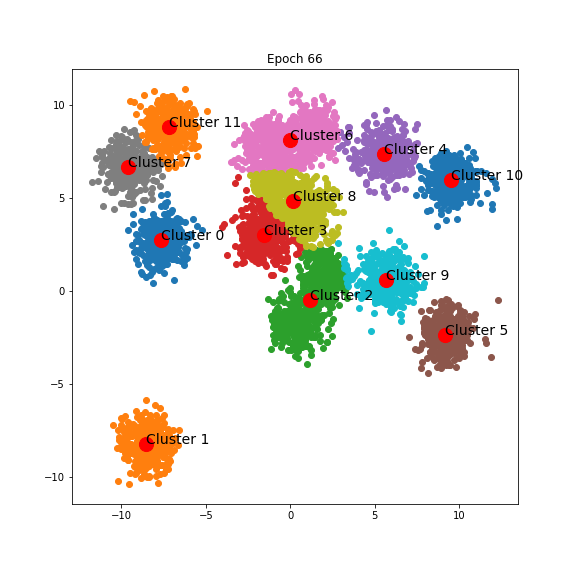 Epoch 66
Cluster 11
Cluster 6
Cluster 4
Cluster 7
Cluster 10
Cluster 8
Cluster 0
Cluster 3
Cluster 9
Cluster 2
Cluster 5
Cluster 1
10
5
0
−5
−10
−10
−5
0
5
10